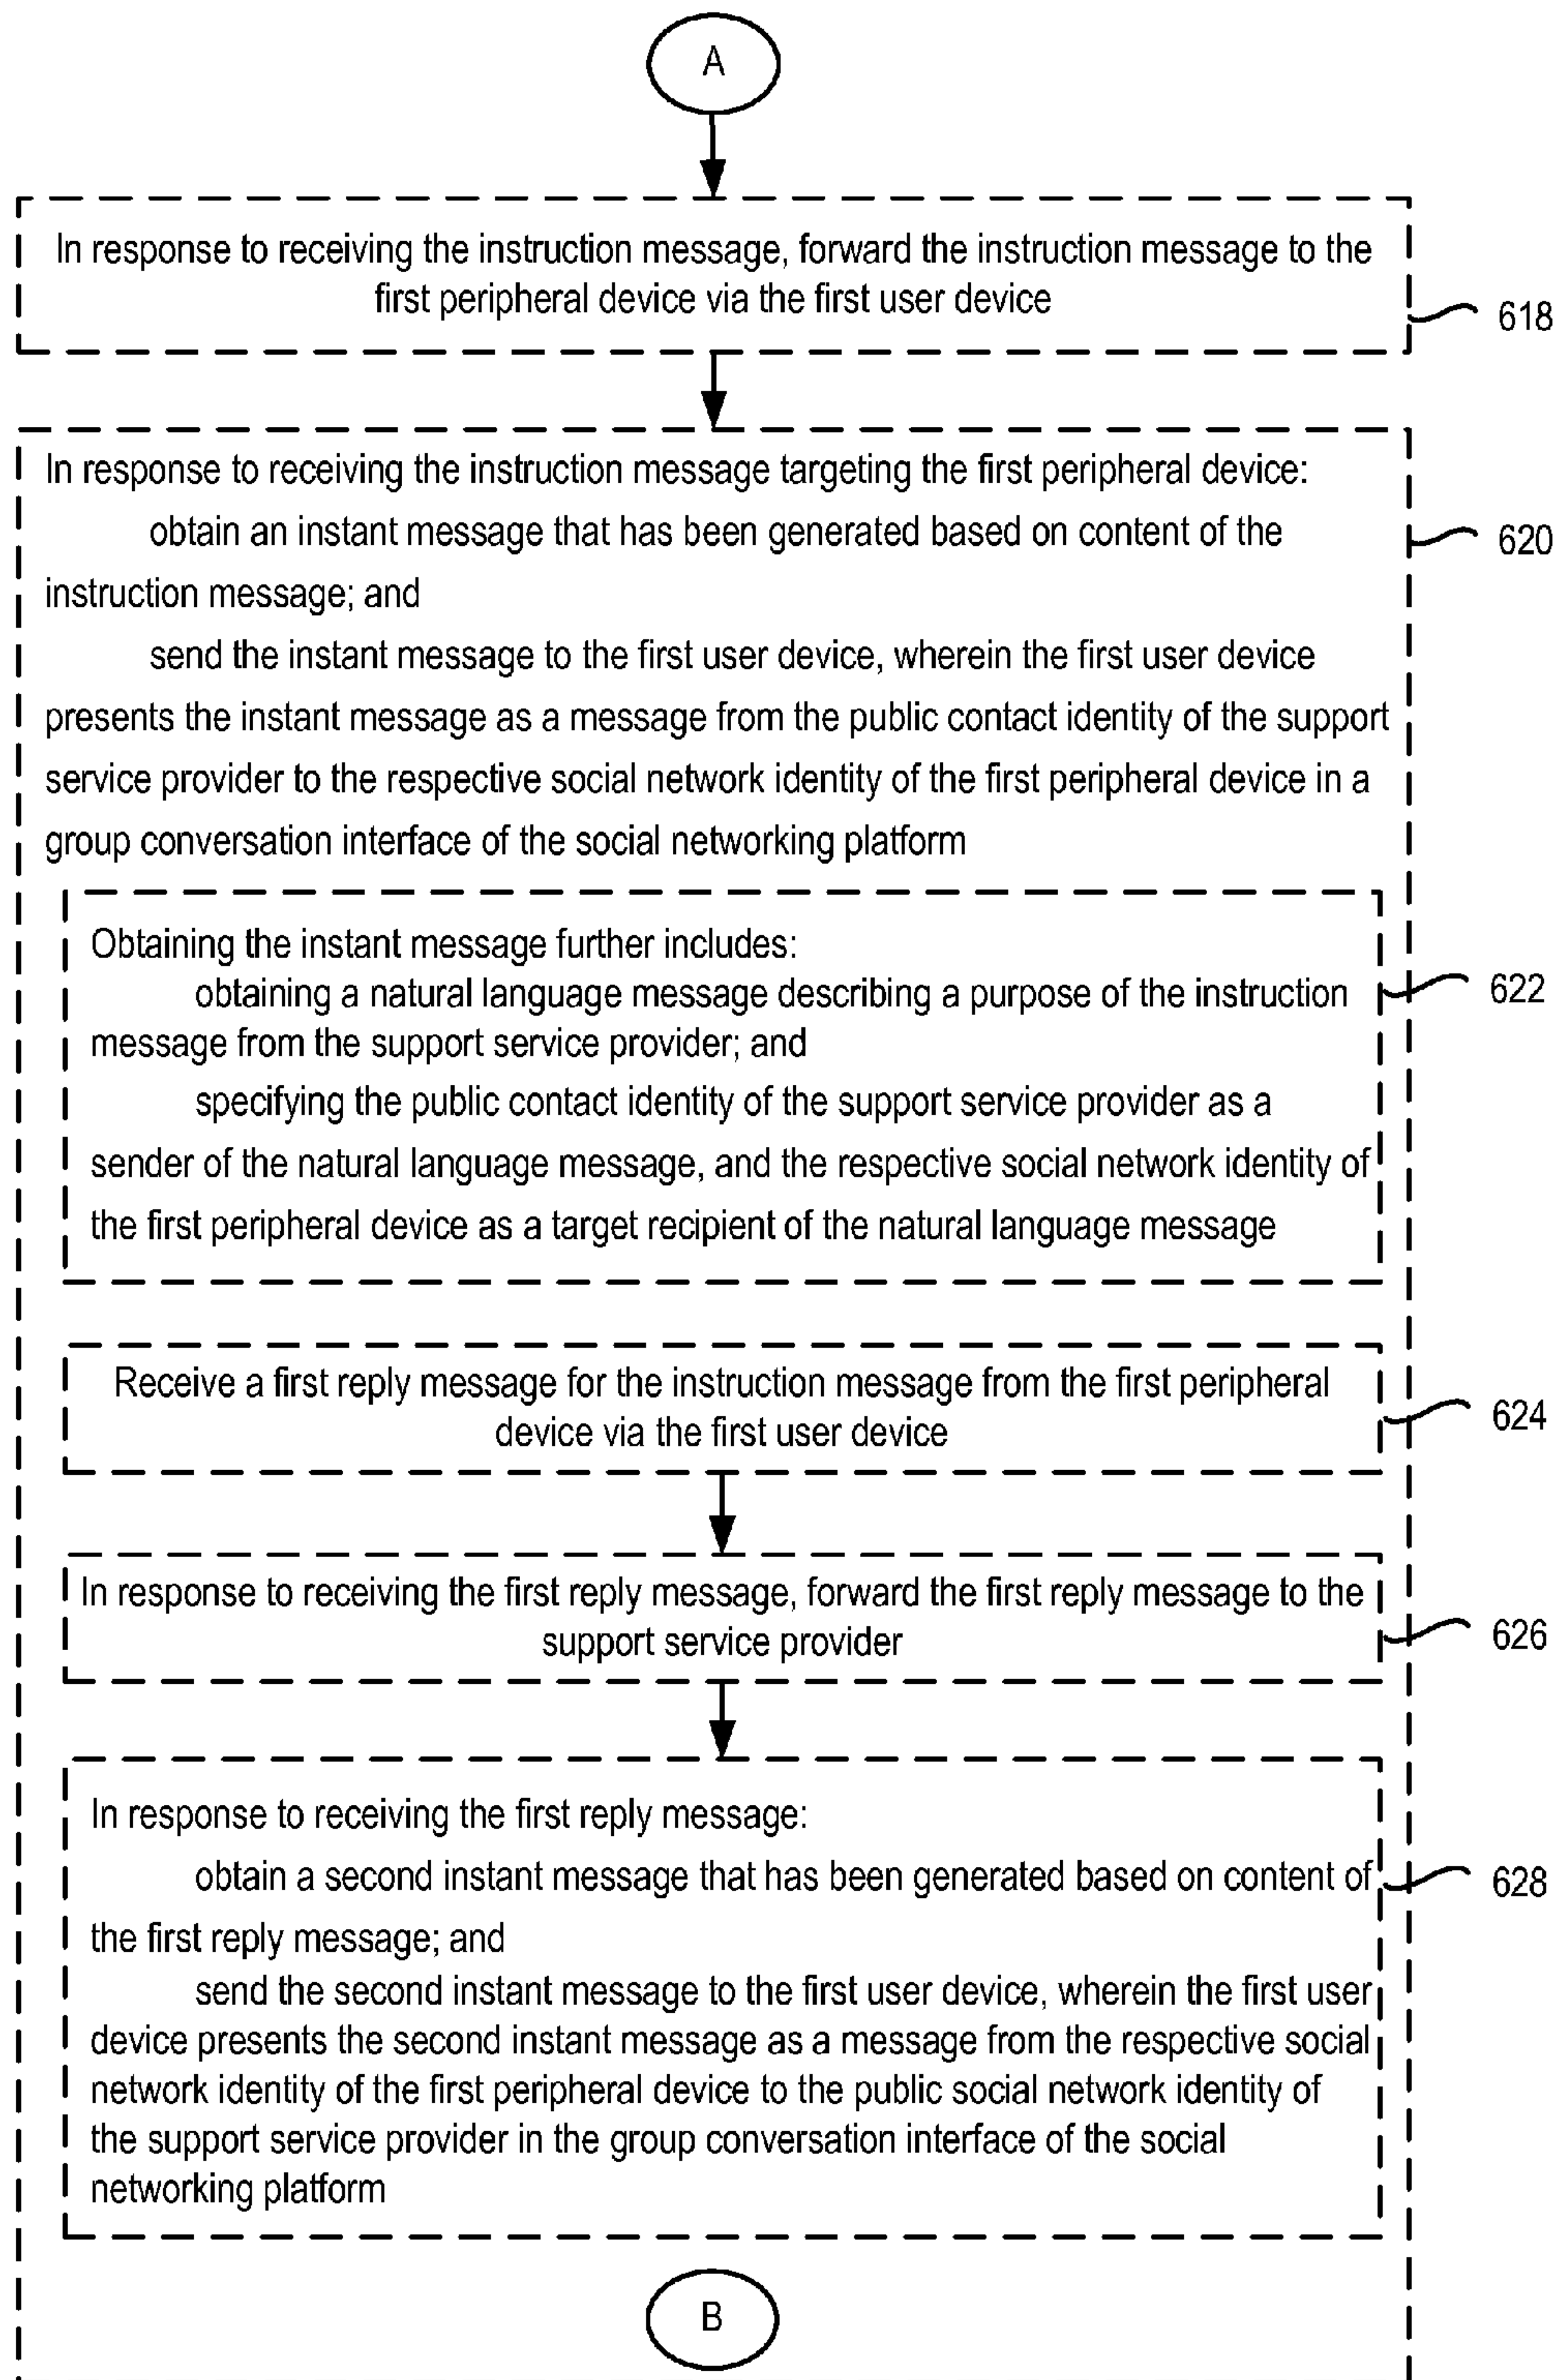 A
In response to receiving the instruction message, forward the instruction message to the
first peripheral device via the first user device
618
In response to receiving the instruction message targeting the first peripheral device:
obtain an instant message that has been generated based on content of the
instruction message; and
send the instant message to the first user device, wherein the first user device
presents the instant message as a message from the public contact identity of the support
service provider to the respective social network identity of the first peripheral device in a
group conversation interface of the social networking platform
620
Obtaining the instant message further includes:
obtaining a natural language message describing a purpose of the instruction
message from the support service provider; and
specifying the public contact identity of the support service provider as a
sender of the natural language message, and the respective social network identity of
the first peripheral device as a target recipient of the natural language message
622
Receive a first reply message for the instruction message from the first peripheral
device via the first user device
624
In response to receiving the first reply message, forward the first reply message to the
support service provider
626
In response to receiving the first reply message:
obtain a second instant message that has been generated based on content of
the first reply message; and
send the second instant message to the first user device, wherein the first user
device presents the second instant message as a message from the respective social
network identity of the first peripheral device to the public social network identity of
the support service provider in the group conversation interface of the social
networking platform
628
B